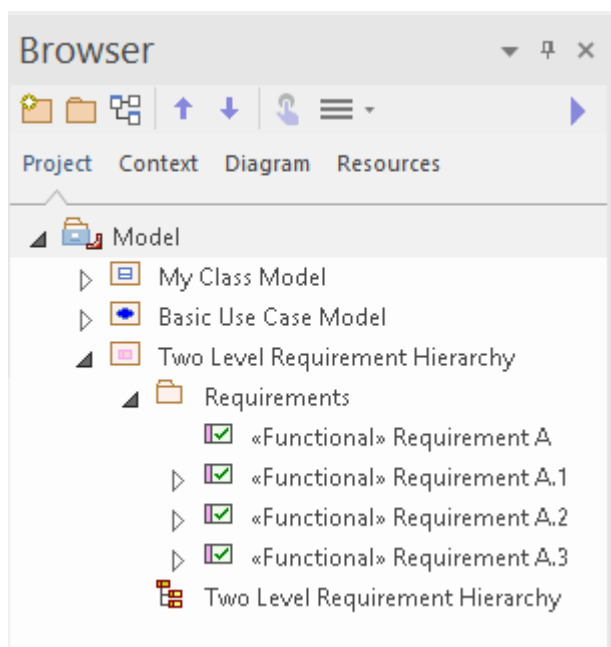 Browser
Project Context Diagram Resources
Model
My Class Model
Basic Use Case Model
Two Level Requirement Hierarchy
Requirements
«Functional» Requirement A
«Functional» Requirement A.1
«Functional» Requirement A.2
«Functional» Requirement A.3
Two Level Requirement Hierarchy